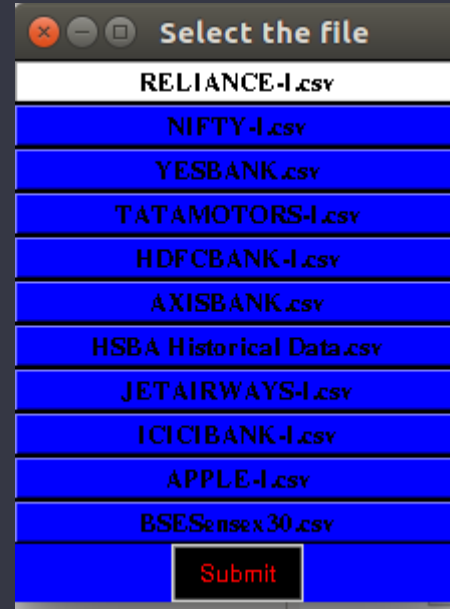 Select the file
RELIANCE-I.csv
NIFTY-I.csv
YESBANK.csv
TATAMOTORS-I.csv
HDFCBANK-I.csv
AXISBANK.csv
HSBA Historical Data.csv
JETAIRWAYS-I.csv
ICICIBANK-I.csv
APPLE-I.csv
BSESensex30.csv
Submit